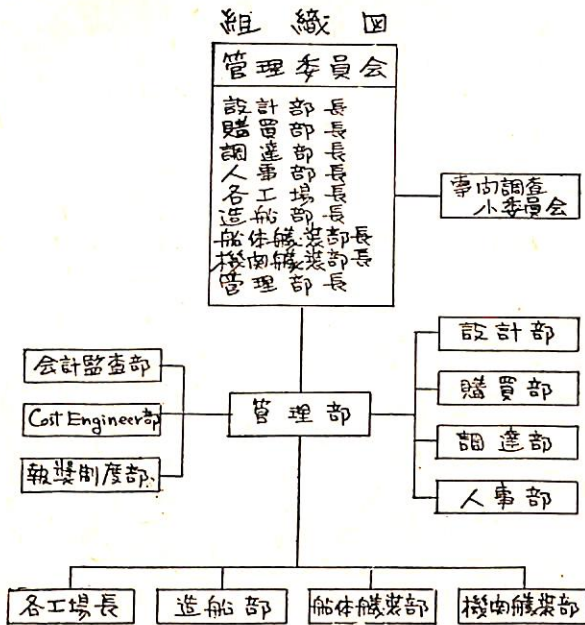 組織図
管理委員会
設計部長
購買部長
調達部長
人事部長
各工場長
造船部長
船体艤装部長
機関艤装部長
管理部長
専門調査
小委員会
会計監査部
Cost Engineer部
報奨制度部
管理部
設計部
購買部
調達部
人事部
各工場長
造船部
船体艤装部
機関艤装部